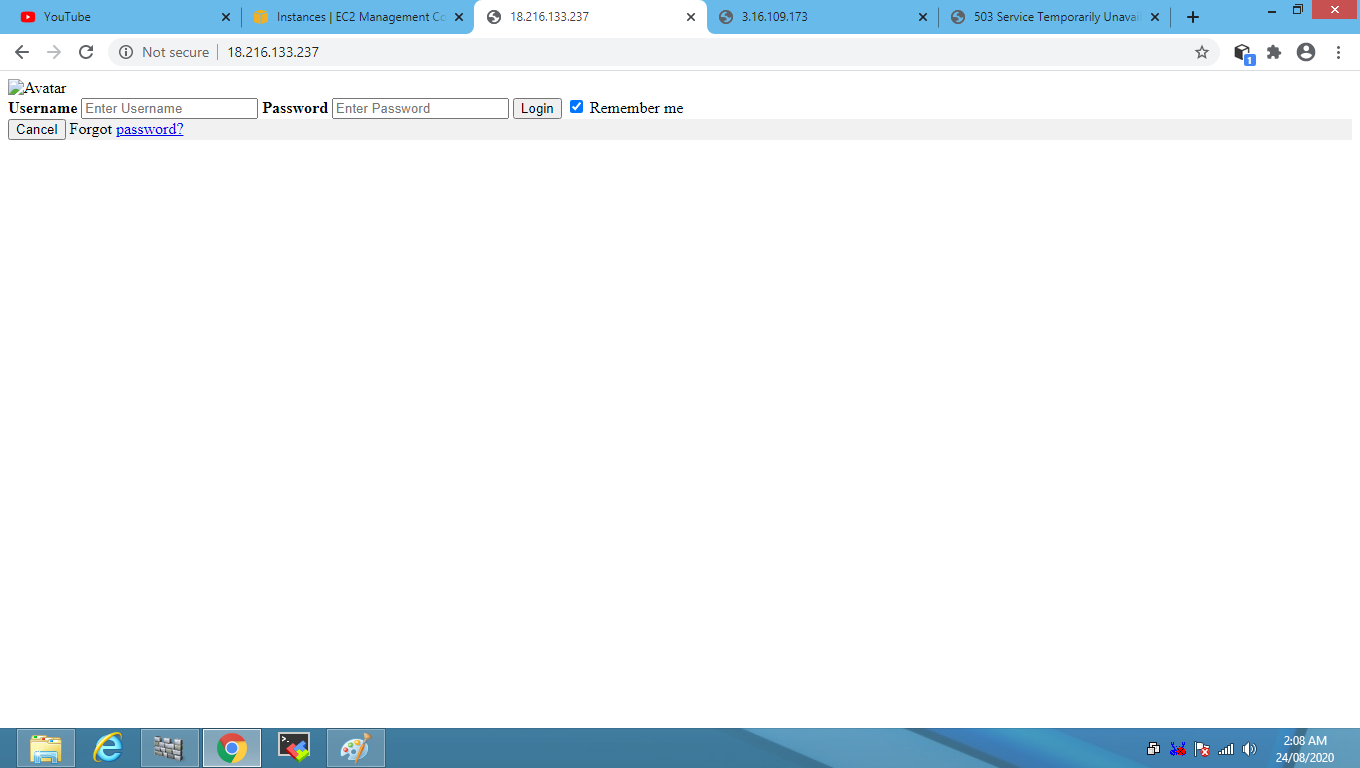 YouTube
Instances | EC2 Management Co
18.216.133.237
3.16.109.173
503 Service Temporarily Unavai
Not secure 18.216.133.237
1
Avatar
Username Enter Username Password Enter Password Login Remember me
Cancel Forgot password?
2:08 AM
24/08/2020